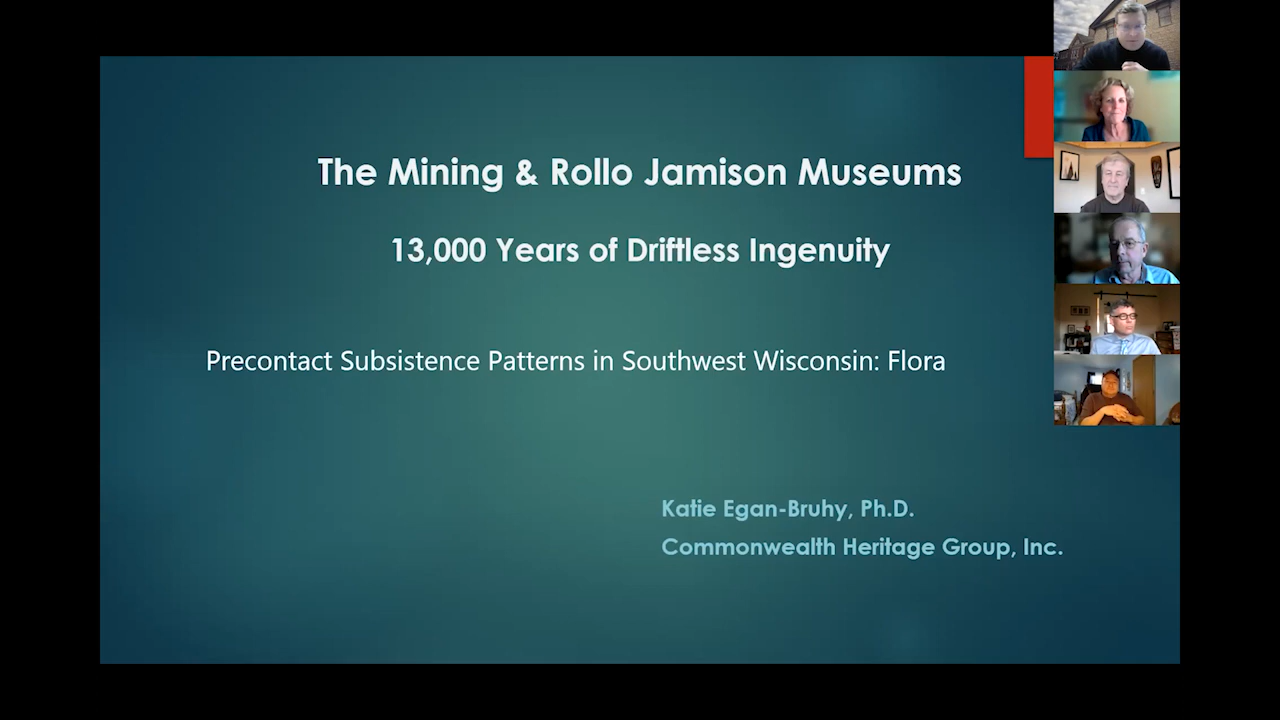 The Mining & Rollo Jamison Museums
13,000 Years of Driftless Ingenuity
Precontact Subsistence Patterns in Southwest Wisconsin: Flora
Katie Egan-Bruhy, Ph.D.
Commonwealth Heritage Group, Inc.